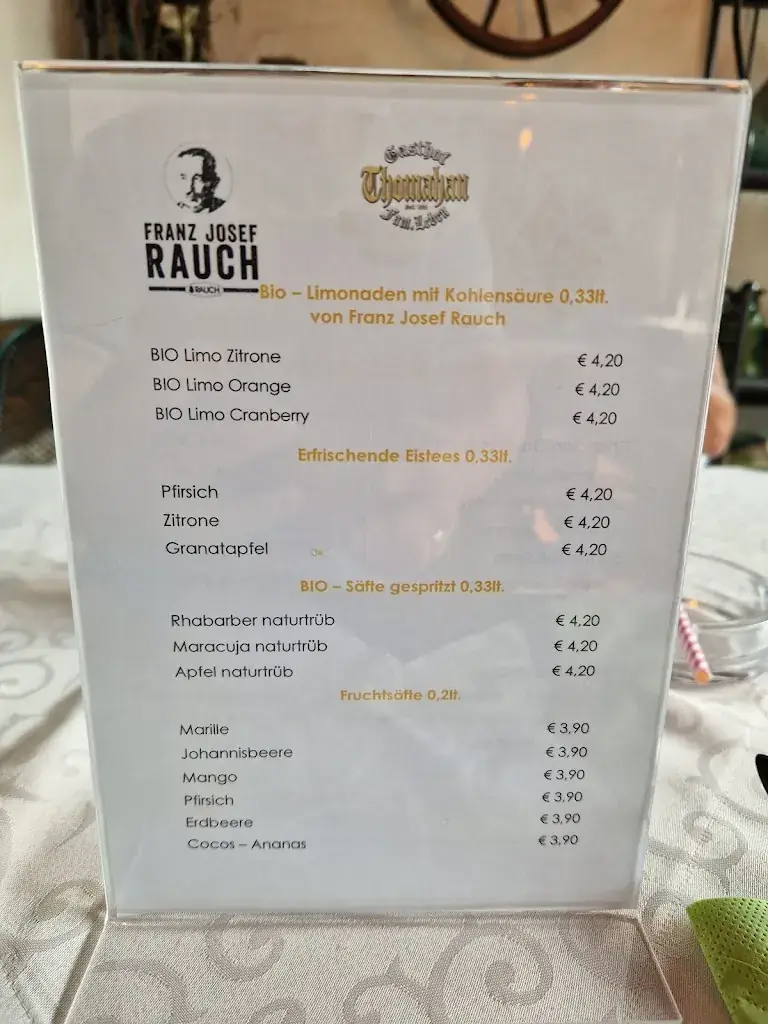 FRANZ JOSEF
RAUCH
RAUCH
Gasthof
Thomahan
Fam. Leben
Bio – Limonaden mit Kohlensäure 0,33lt.
von Franz Josef Rauch
BIO Limo Zitrone € 4,20
BIO Limo Orange € 4,20
BIO Limo Cranberry € 4,20
Erfrischende Eistees 0,33lt.
Pfirsich € 4,20
Zitrone € 4,20
Granatapfel € 4,20
BIO – Säfte gespritzt 0,33lt.
Rhabarber naturtrüb € 4,20
Maracuja naturtrüb € 4,20
Apfel naturtrüb € 4,20
Fruchtsäfte 0,2lt.
Marille € 3,90
Johannisbeere € 3,90
Mango € 3,90
Pfirsich € 3,90
Erdbeere € 3,90
Cocos – Ananas € 3,90